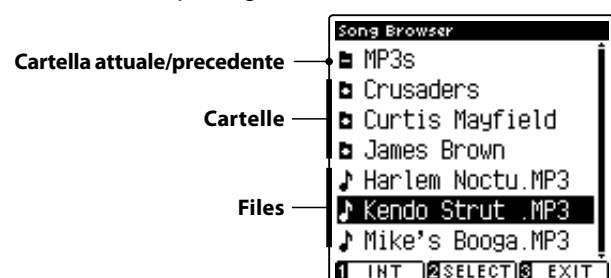 Song Browser
Cartella attuale/precedente
MP3s
Crusaders
Cartelle
Curtis Mayfield
James Brown
Harlem Noctu.MP3
Files
Kendo Strut .MP3
Mike's Booga.MP3
1 INT 2 SELECT 3 EXIT